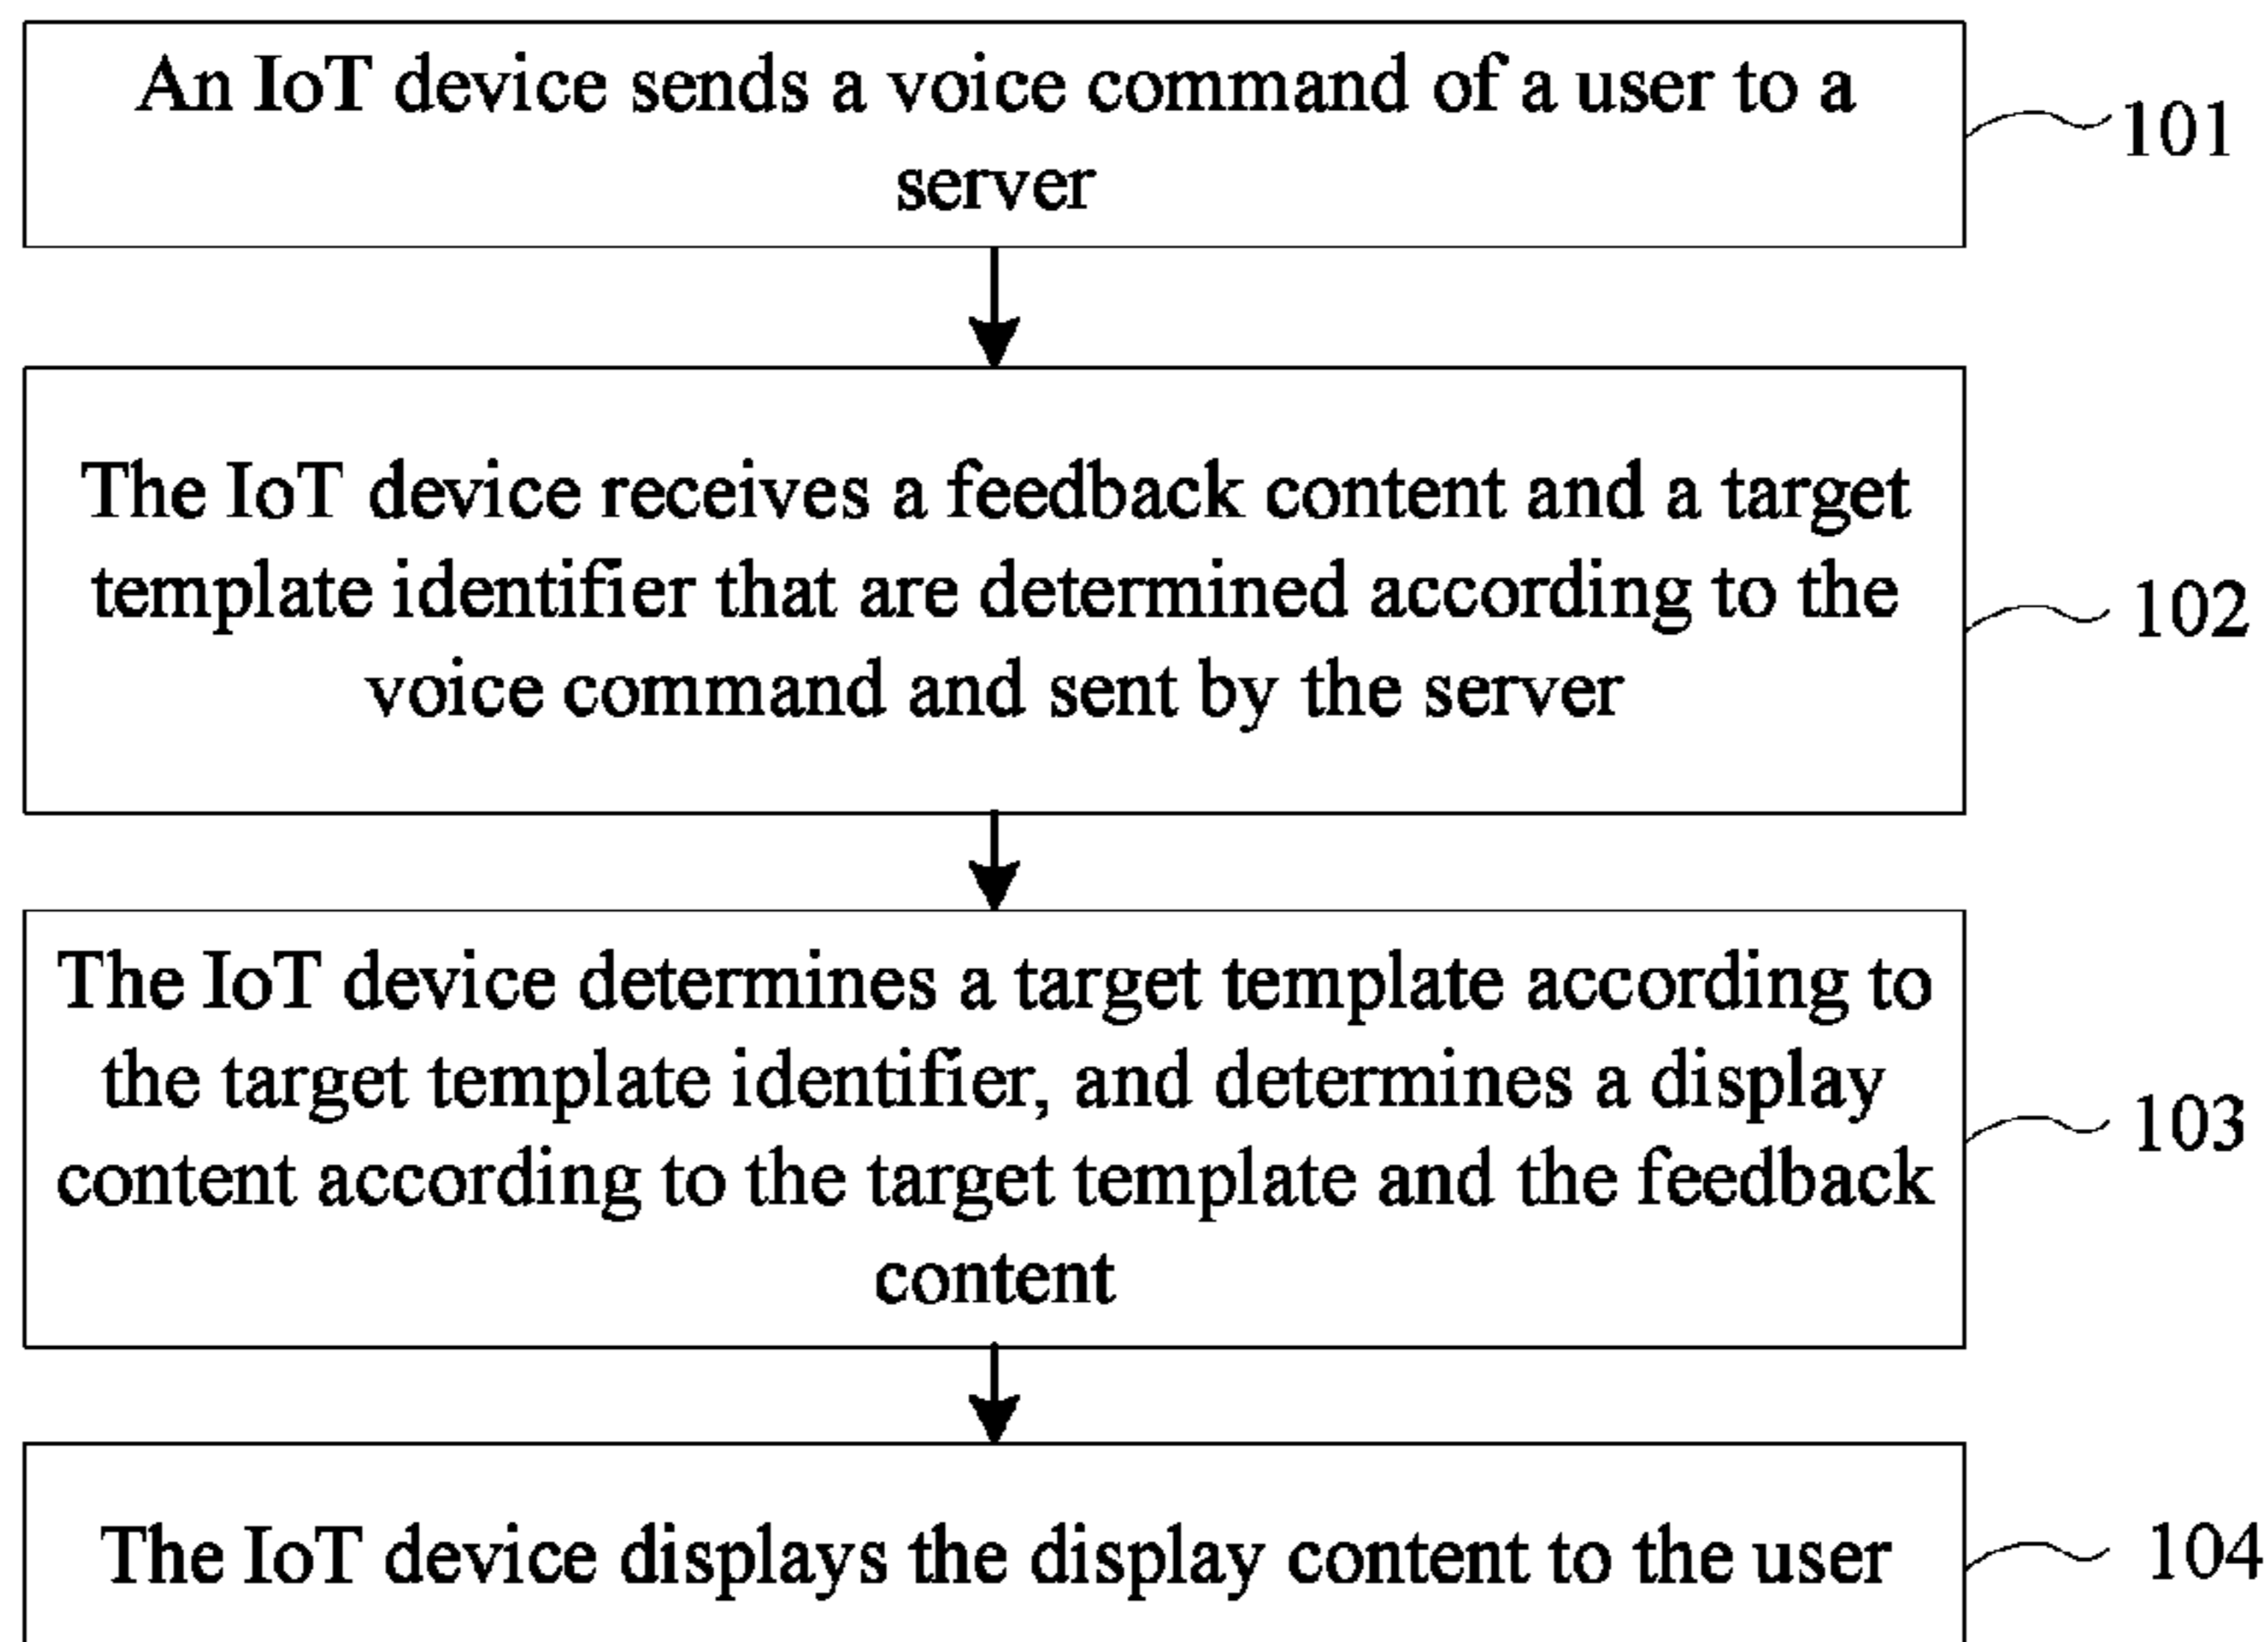 An IoT device sends a voice command of a user to a
server
101
The IoT device receives a feedback content and a target
template identifier that are determined according to the
voice command and sent by the server
102
The IoT device determines a target template according to
the target template identifier, and determines a display
content according to the target template and the feedback
content
103
The IoT device displays the display content to the user
104